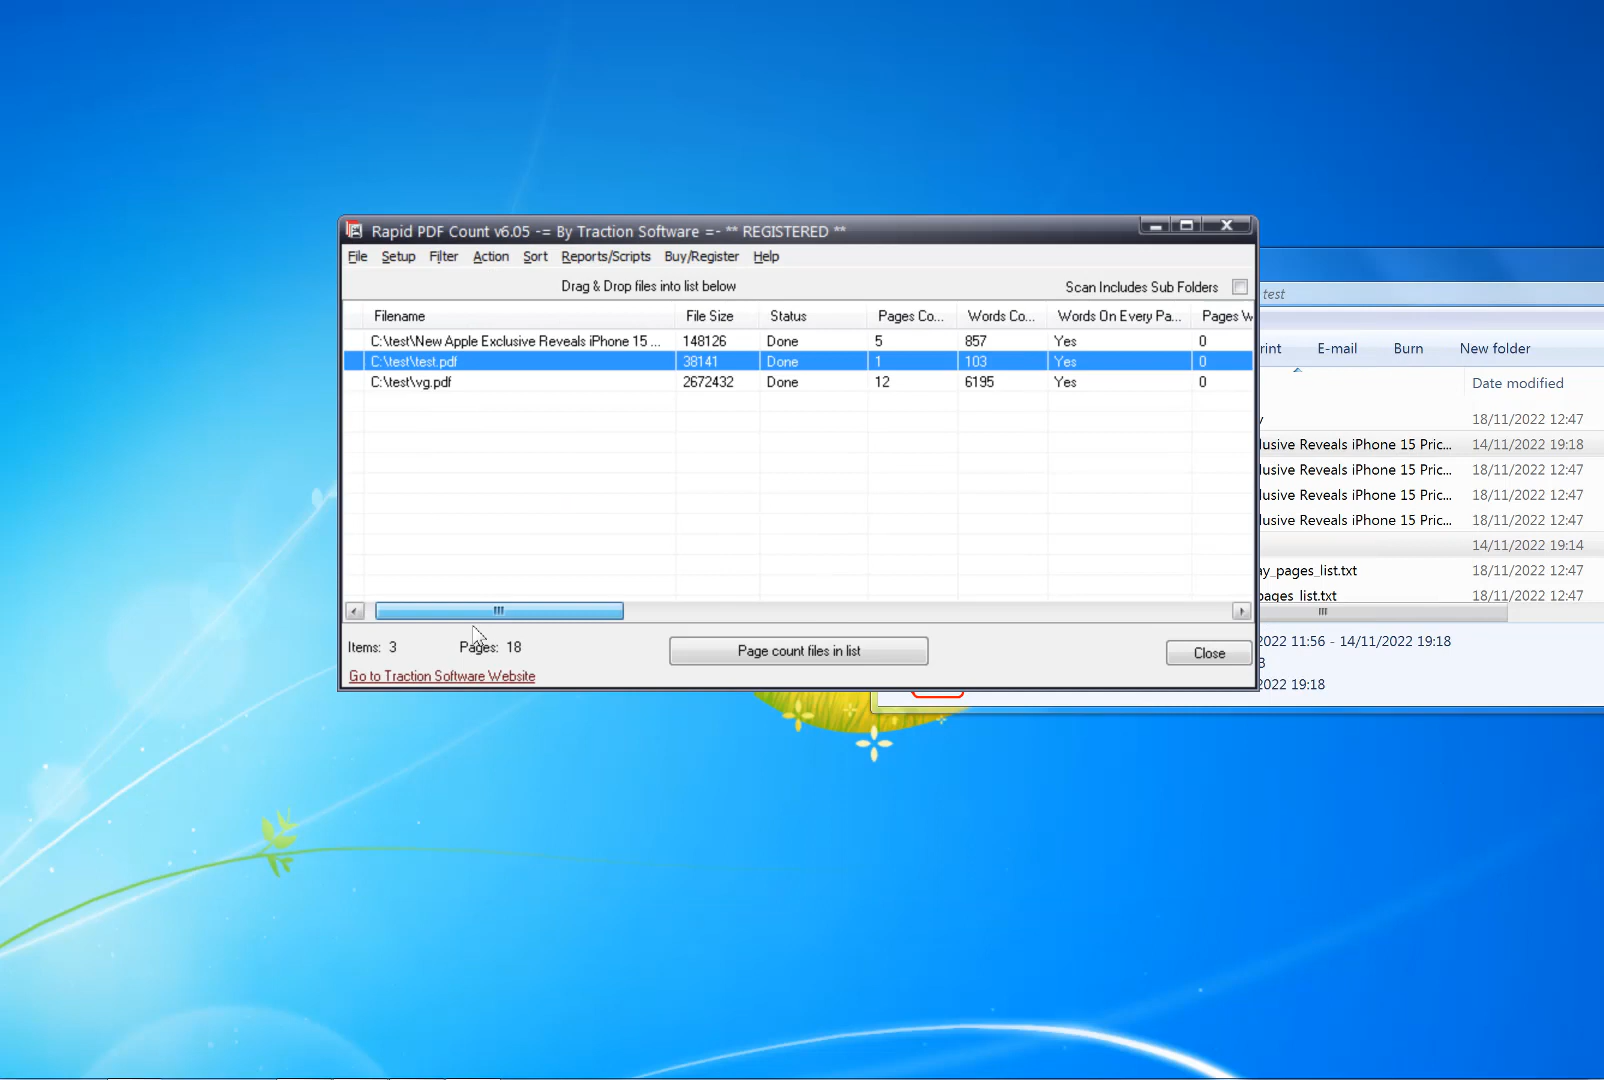 Rapid PDF Count v6.05 -= By Traction Software =- ** REGISTERED **
File Setup Filter Action Sort Reports/Scripts Buy/Register Help
Drag & Drop files into list below
Scan Includes Sub Folders
Filename File Size Status Pages Co... Words Co... Words On Every Pa... Pages W
C:\test\New Apple Exclusive Reveals iPhone 15 ... 148126 Done 5 857 Yes 0
C:\test\test.pdf 38141 Done 1 103 Yes 0
C:\test\vg.pdf 2672432 Done 12 6195 Yes 0
Items: 3 Pages: 18
Page count files in list
Close
Go to Traction Software Website
test
rint E-mail Burn New folder
Date modified
18/11/2022 12:47
lusive Reveals iPhone 15 Pric... 14/11/2022 19:18
lusive Reveals iPhone 15 Pric... 18/11/2022 12:47
lusive Reveals iPhone 15 Pric... 18/11/2022 12:47
lusive Reveals iPhone 15 Pric... 18/11/2022 12:47
14/11/2022 19:14
ay_pages_list.txt 18/11/2022 12:47
pages_list.txt 18/11/2022 12:47
2022 11:56 - 14/11/2022 19:18
2022 19:18